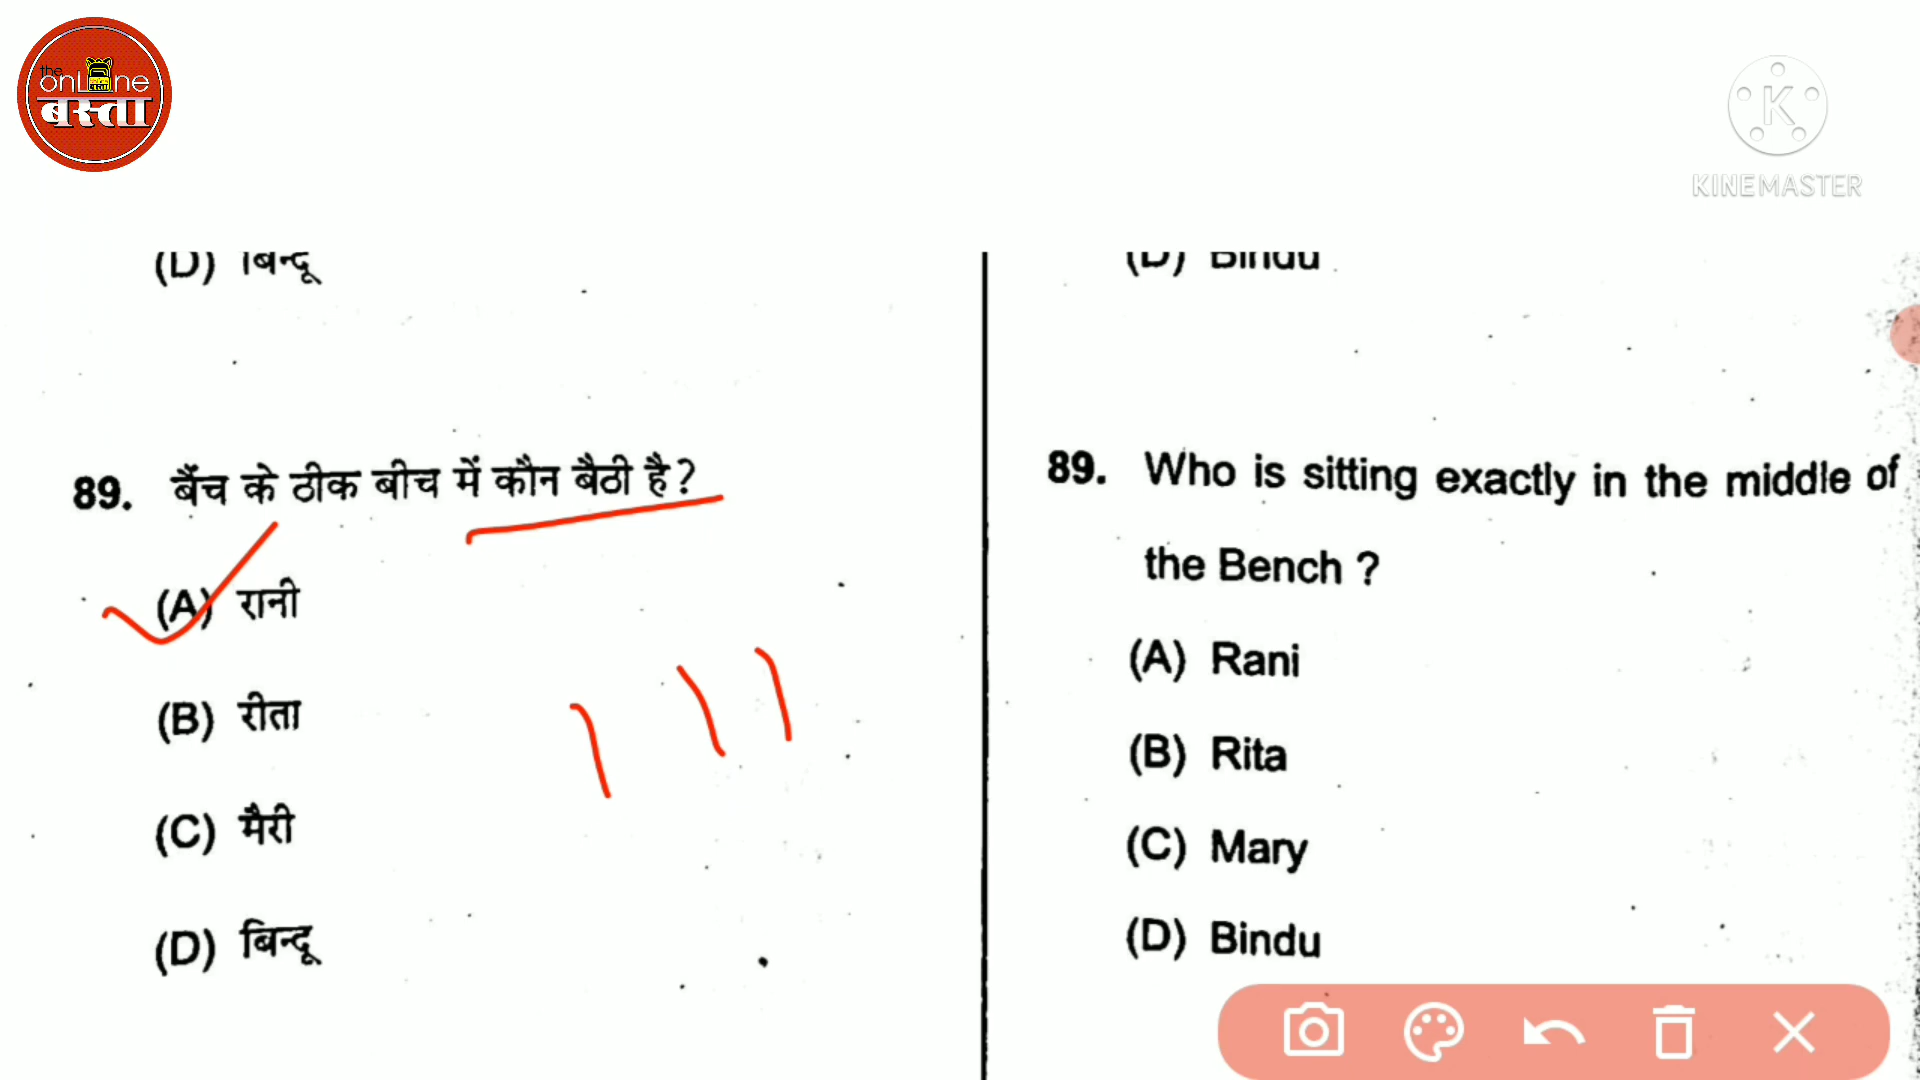 the
onLine
बस्ता
KINEMASTER
(D) बिन्दू
89. बैंच के ठीक बीच में कौन बैठी है?
(A) रानी
(B) रीता
(C) मैरी
(D) बिन्दू
(D) Bindu
89. Who is sitting exactly in the middle of
the Bench ?
(A) Rani
(B) Rita
(C) Mary
(D) Bindu